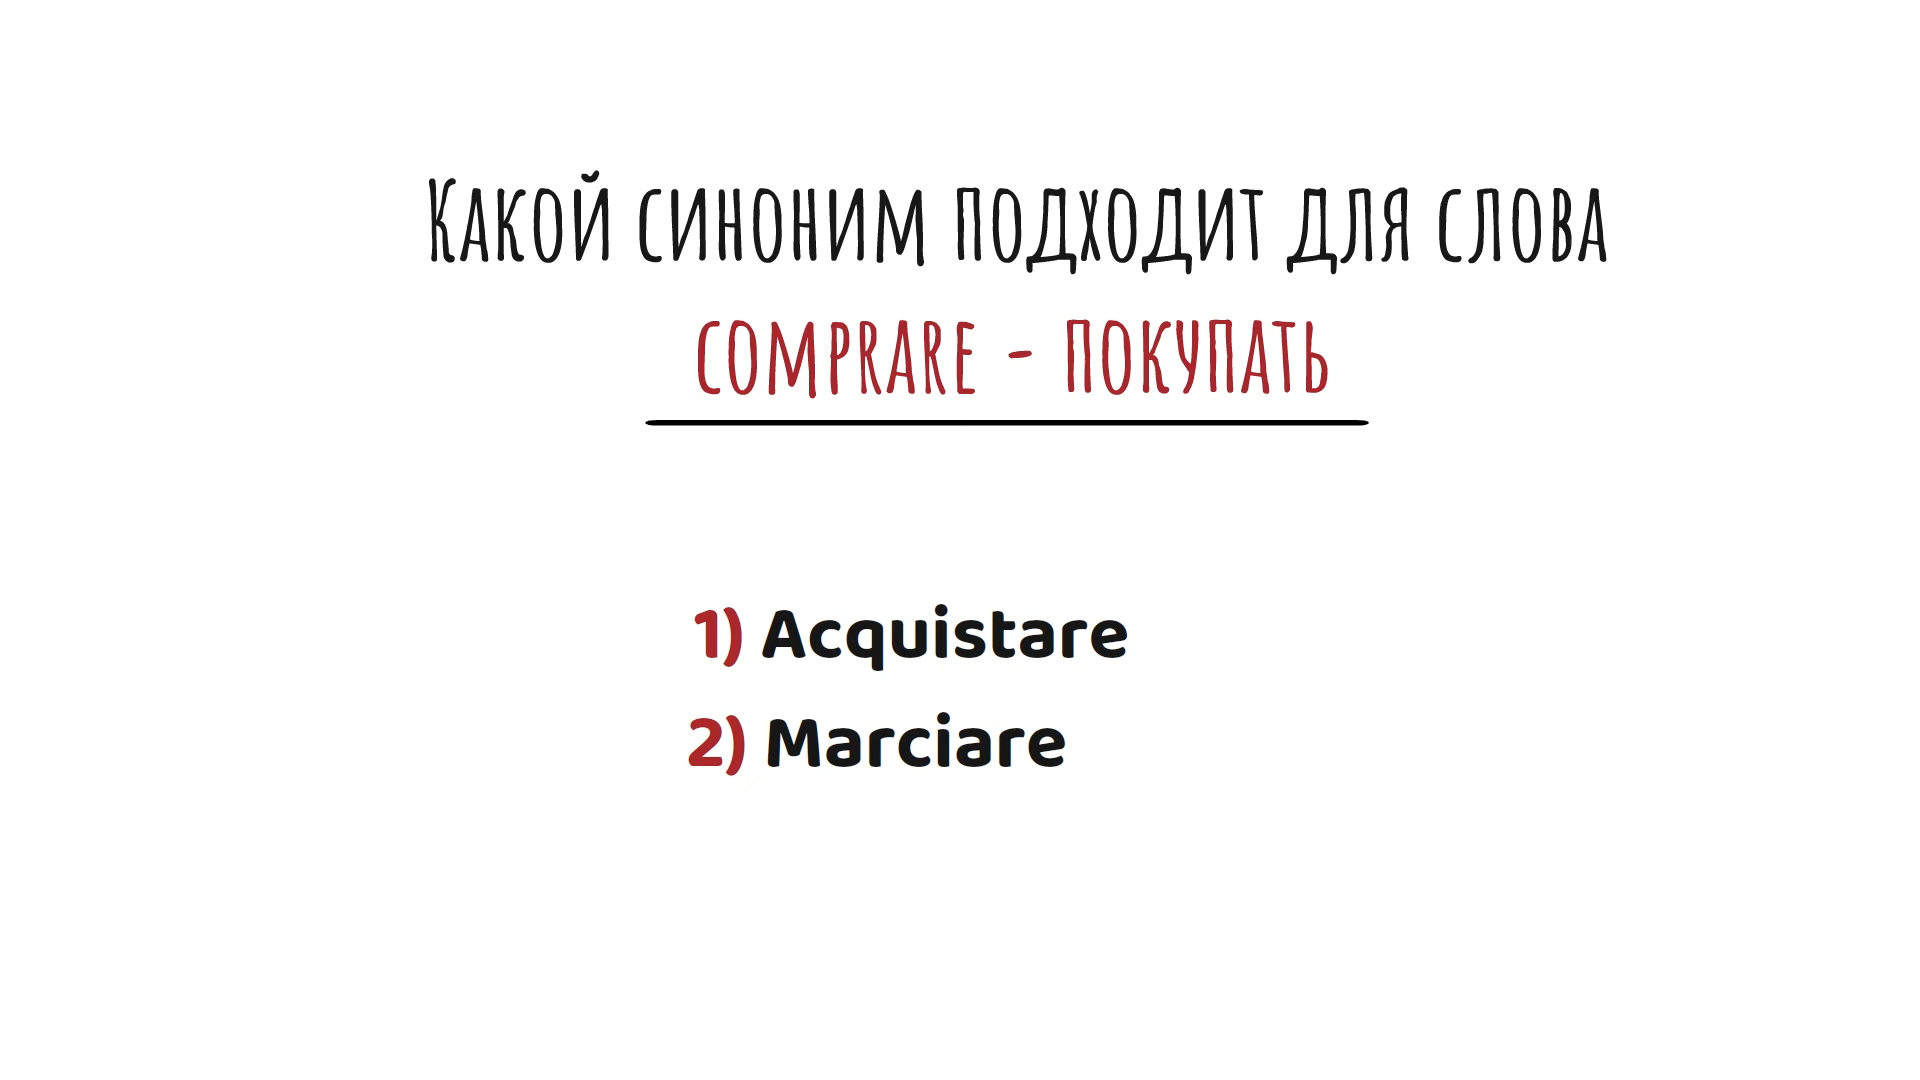 Какой синоним подходит для слова
comprare - покупать
1) Acquistare
2) Marciare